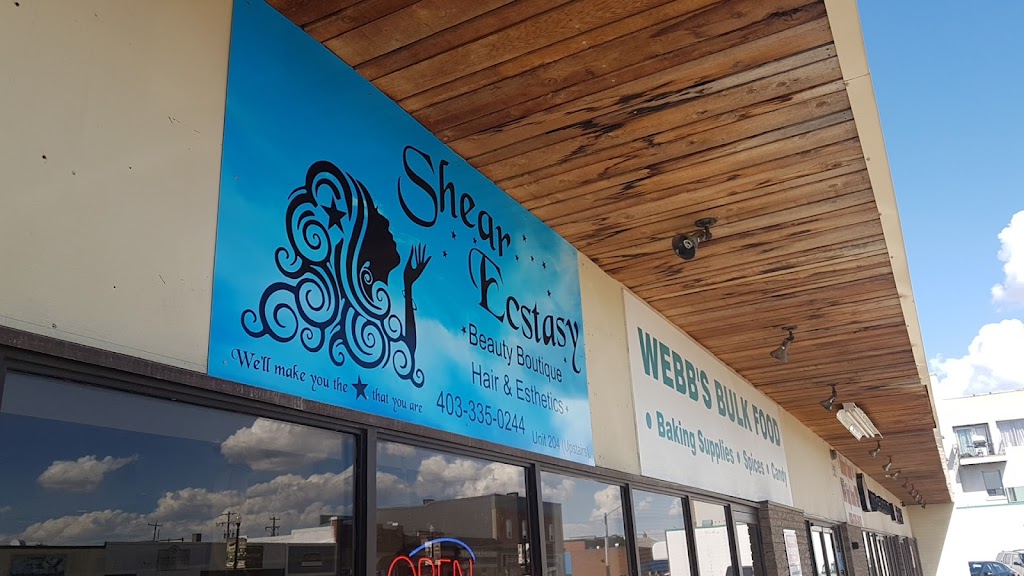 Shear
Ecstasy
Beauty Boutique
Hair & Esthetics
403-335-0244
Unit 204 (Upstairs)
We'll make you the ★ that you are
WEBB'S BULK FOOD
• Baking Supplies • Spices • Candy
OPEN